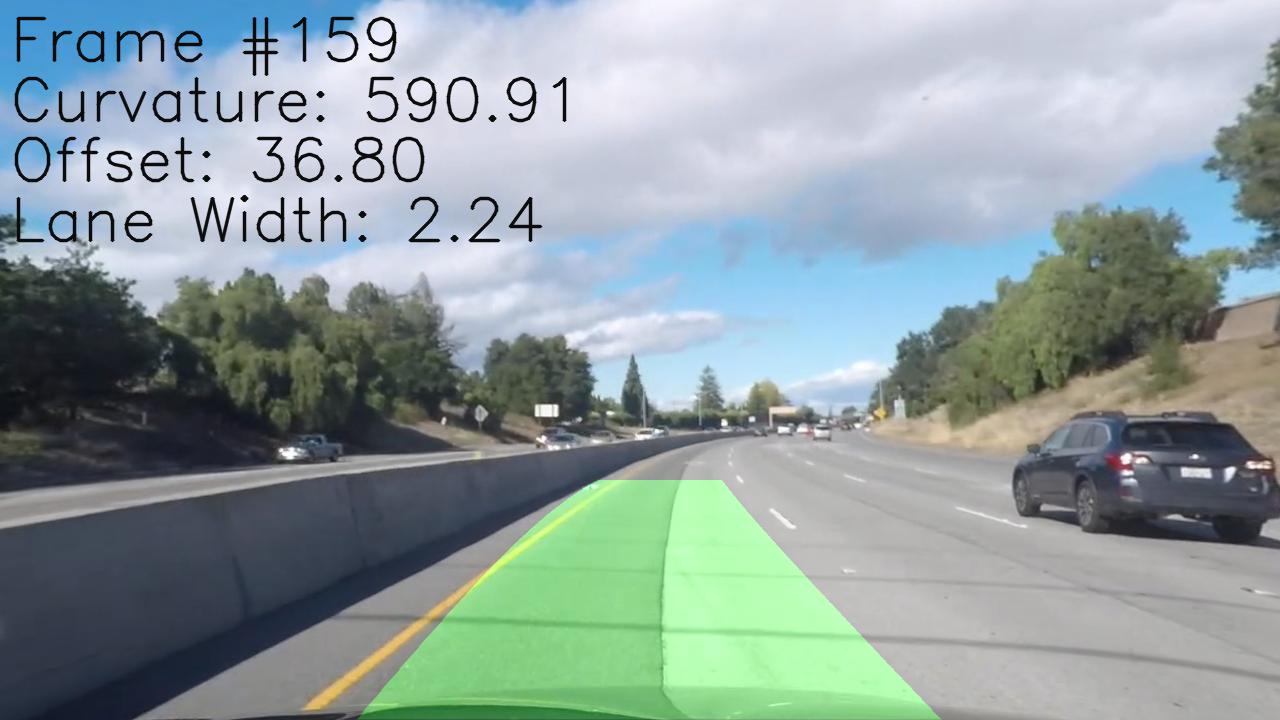 Frame #159
Curvature: 590.91
Offset: 36.80
Lane Width: 2.24